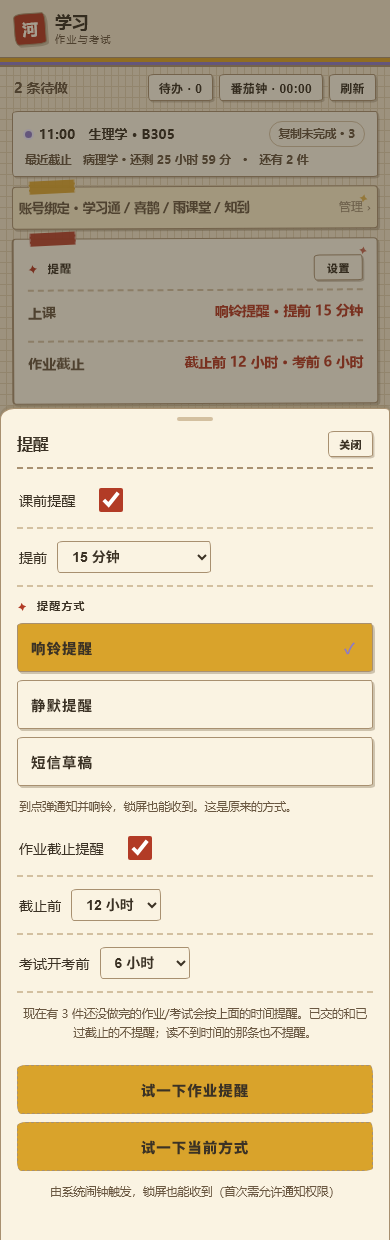 河
学习
作业与考试
2 条待做
待办 · 0
番茄钟 · 00:00
刷新
11:00 生理学 • B305
复制未完成 • 3
最近截止 病理学 • 还剩 25 小时 59 分 • 还有 2 件
账号绑定 • 学习通 / 喜鹊 / 雨课堂 / 知到
管理 ›
提醒
设置
上课
响铃提醒 • 提前 15 分钟
作业截止
截止前 12 小时 • 考前 6 小时
提醒
关闭
课前提醒
提前 15 分钟
提醒方式
响铃提醒
静默提醒
短信草稿
到点弹通知并响铃，锁屏也能收到。这是原来的方式。
作业截止提醒
截止前 12 小时
考试开考前 6 小时
现在有 3 件还没做完的作业/考试会按上面的时间提醒。已交的和已
过截止的不提醒；读不到时间的那条也不提醒。
试一下作业提醒
试一下当前方式
由系统闹钟触发，锁屏也能收到（首次需允许通知权限）